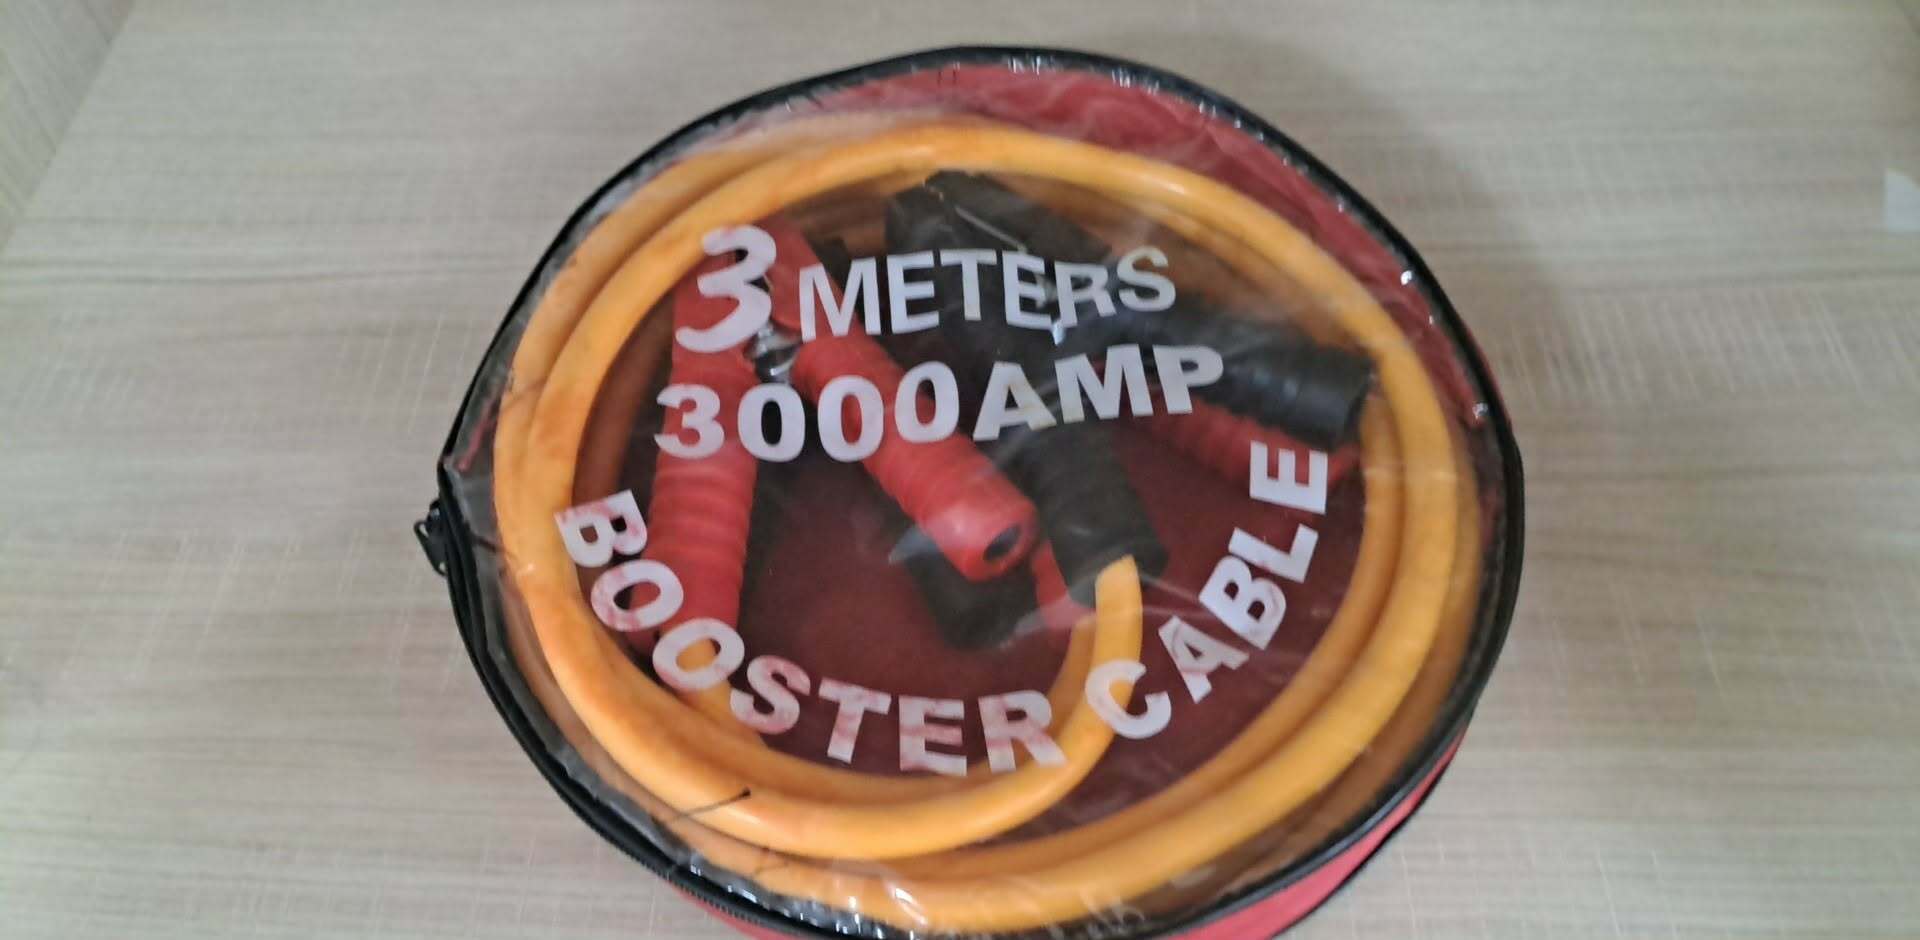 3 METERS
3000AMP
BOOSTER CABLE